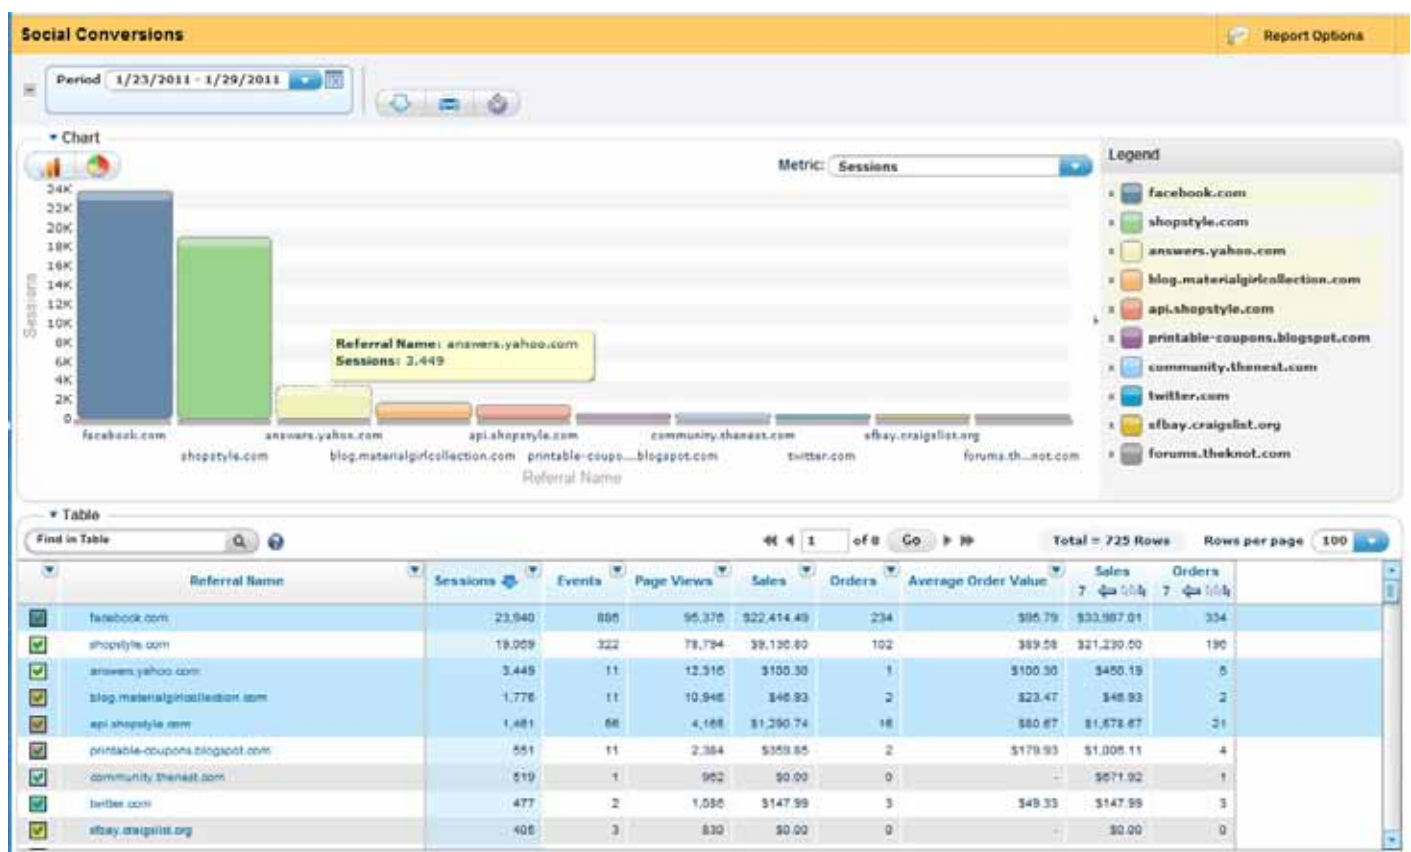 Social Conversions
Report Options
Period 1/23/2011 - 1/29/2011
Chart
Metric: Sessions
Legend
24K
22K
20K
18K
16K
14K
12K
10K
8K
6K
4K
2K
0
Sessions
Referral Name: answers.yahoo.com
Sessions: 3,449
facebook.com
answers.yahoo.com
api.shopstyle.com
community.thenest.com
sfbay.craigslist.org
shopstyle.com
blog.materialgirlcollection.com
printable-coupo...blogspot.com
twitter.com
forums.th...not.com
Referral Name
facebook.com
shopstyle.com
answers.yahoo.com
blog.materialgirlcollection.com
api.shopstyle.com
printable-coupons.blogspot.com
community.thenest.com
twitter.com
sfbay.craigslist.org
forums.theknot.com
Table
Find in Table
1 of 8 Go
Total = 725 Rows
Rows per page 100
Referral Name Sessions Events Page Views Sales Orders Average Order Value Sales 7 Orders 7
facebook.com 23,940 $22,414.49 234 $95.79 $33,987.01 334
shopstyle.com 19,059 322 78,794 $9,136.80 102 $89.58 $21,230.50 196
answers.yahoo.com 3,449 11 12,316 $100.30 1 $100.30 $450.19 5
blog.materialgirlcollection.com 1,776 11 10,946 $46.93 2 $23.47 $46.93 2
api.shopstyle.com 1,461 4,166 $1,290.74 16 $80.67 $1,678.67 21
printable-coupons.blogspot.com 551 11 2,384 $359.85 2 $179.93 $1,006.11 4
community.thenest.com 519 1 962 $0.00 0 - $671.92 1
twitter.com 477 2 $147.99 3 $49.33 $147.99 3
sfbay.craigslist.org 3 830 $0.00 0 - $0.00 0